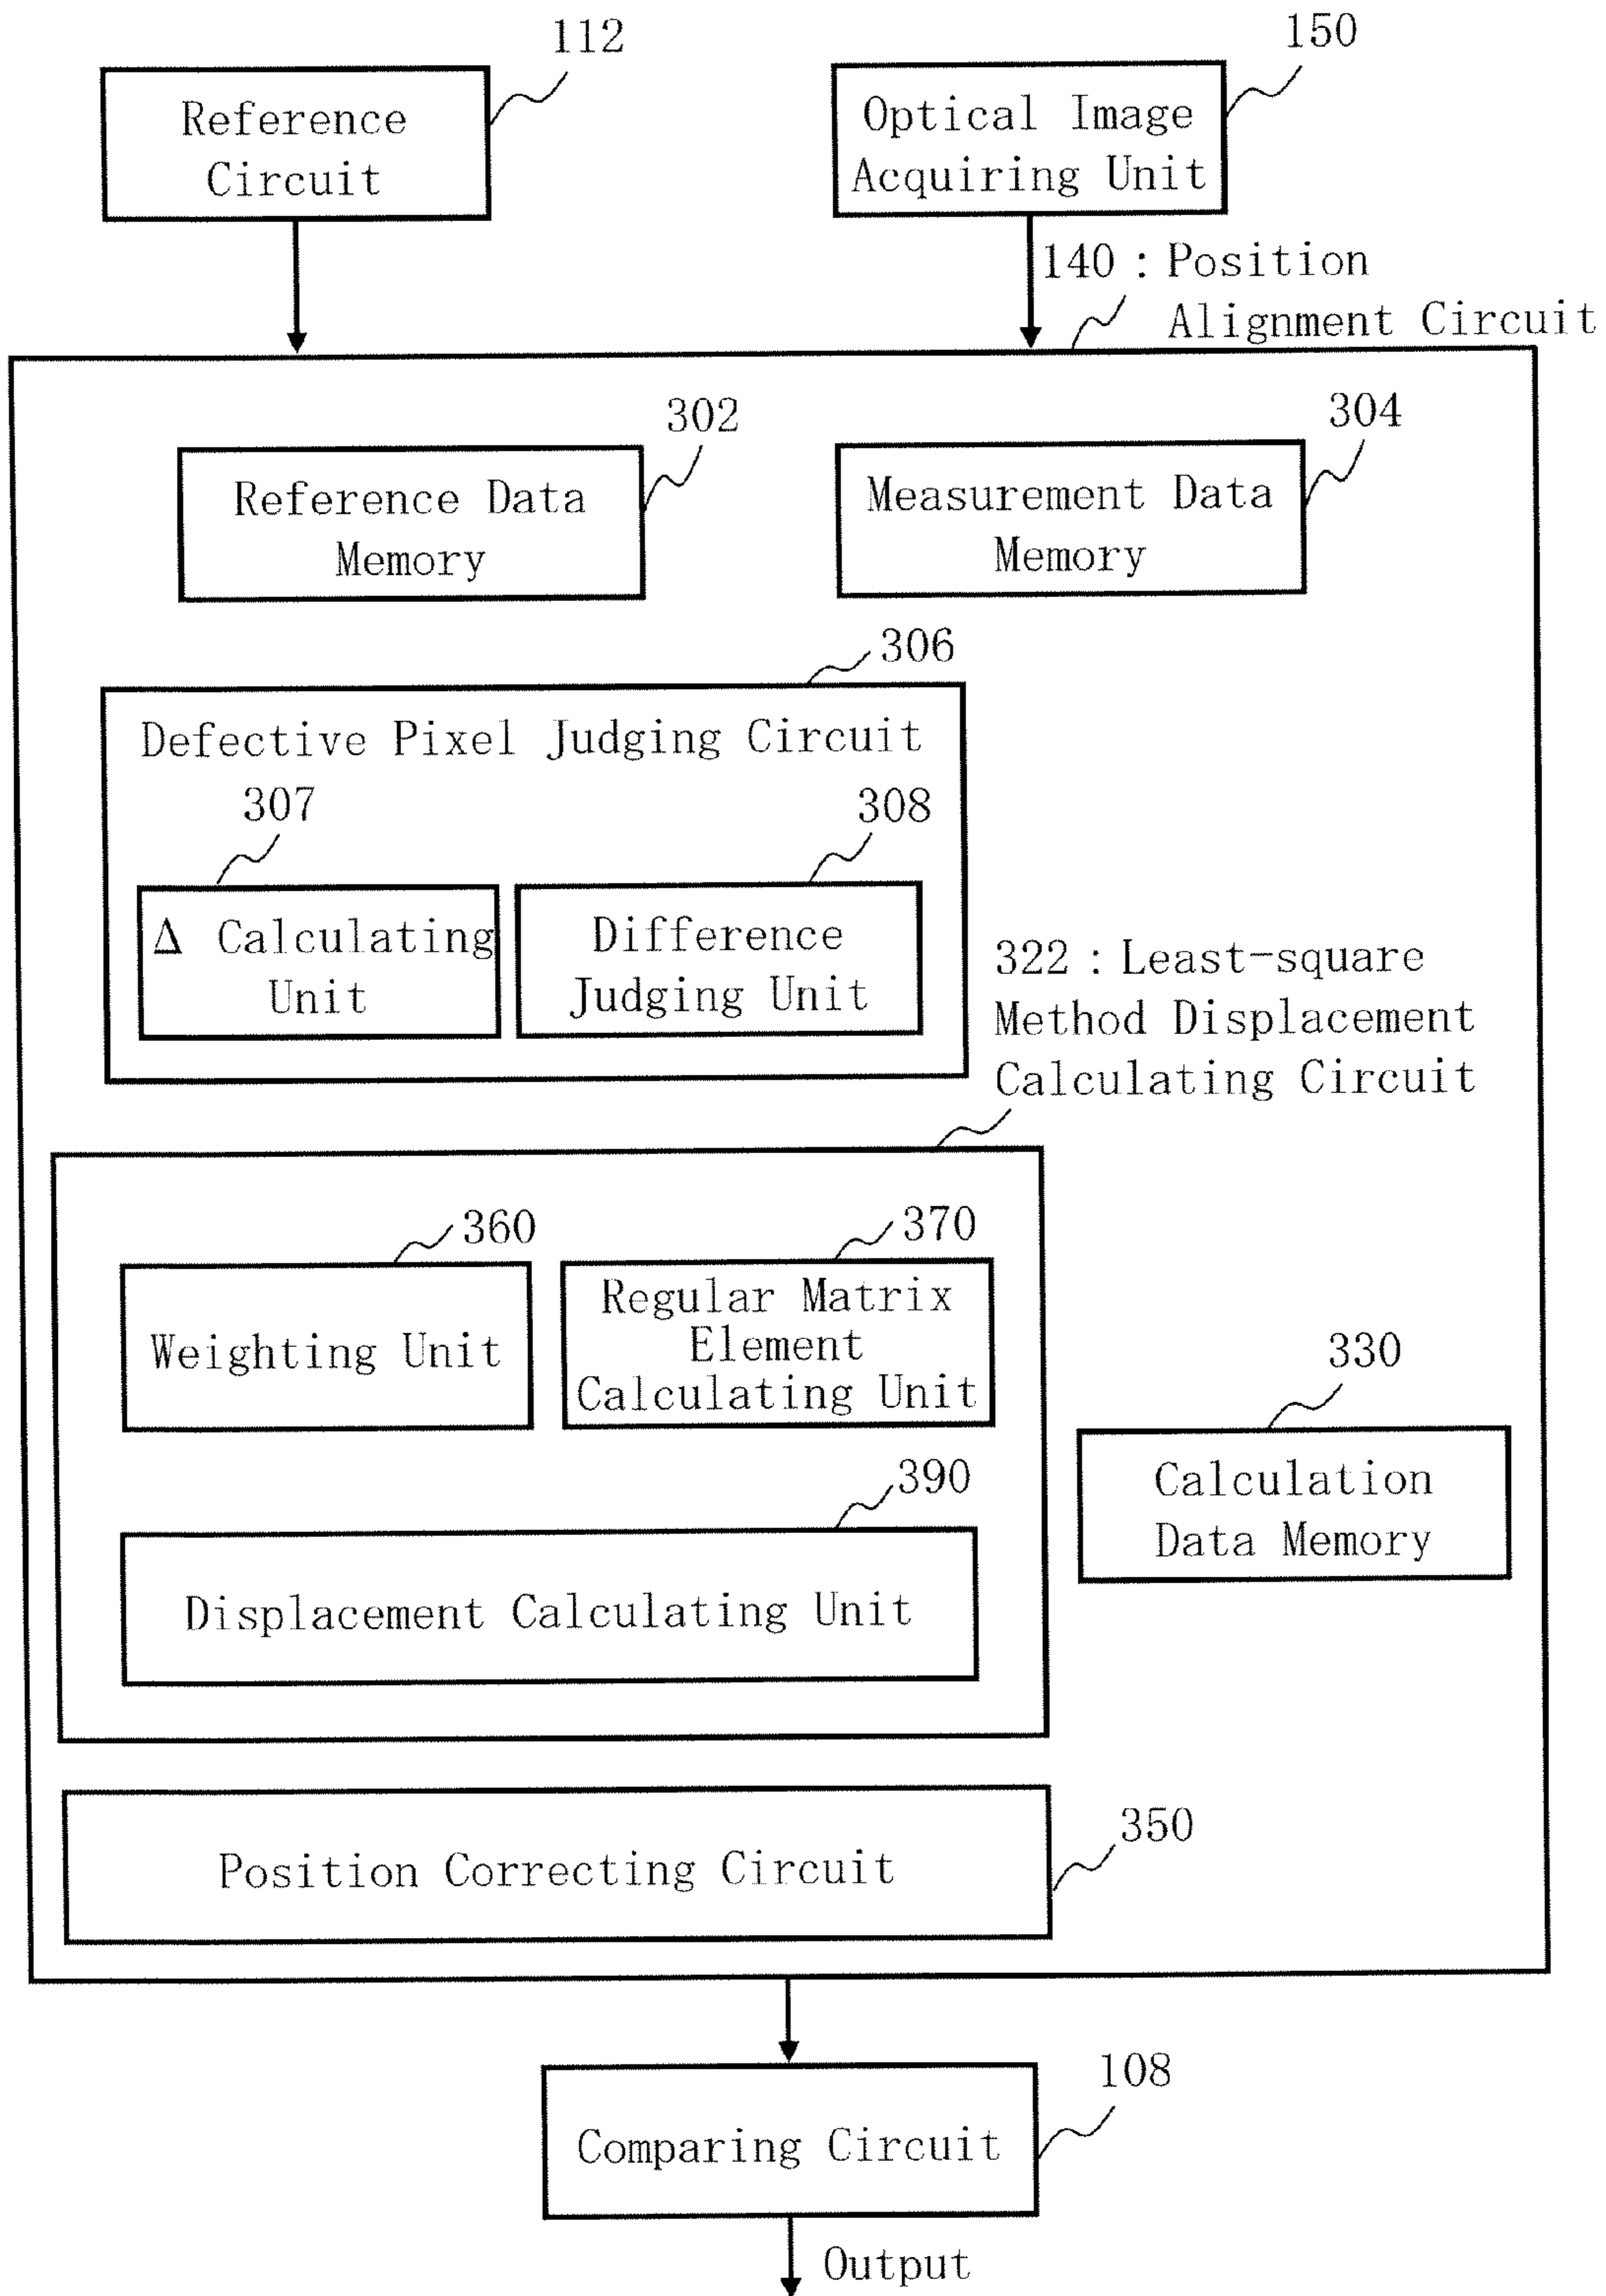 112
150
Reference
Circuit
Optical Image
Acquiring Unit
140 : Position
Alignment Circuit
302
304
Reference Data
Memory
Measurement Data
Memory
306
Defective Pixel Judging Circuit
307
308
Δ Calculating
Unit
Difference
Judging Unit
322 : Least-square
Method Displacement
Calculating Circuit
360
370
Weighting Unit
Regular Matrix
Element
Calculating Unit
330
Calculation
Data Memory
390
Displacement Calculating Unit
350
Position Correcting Circuit
108
Comparing Circuit
Output